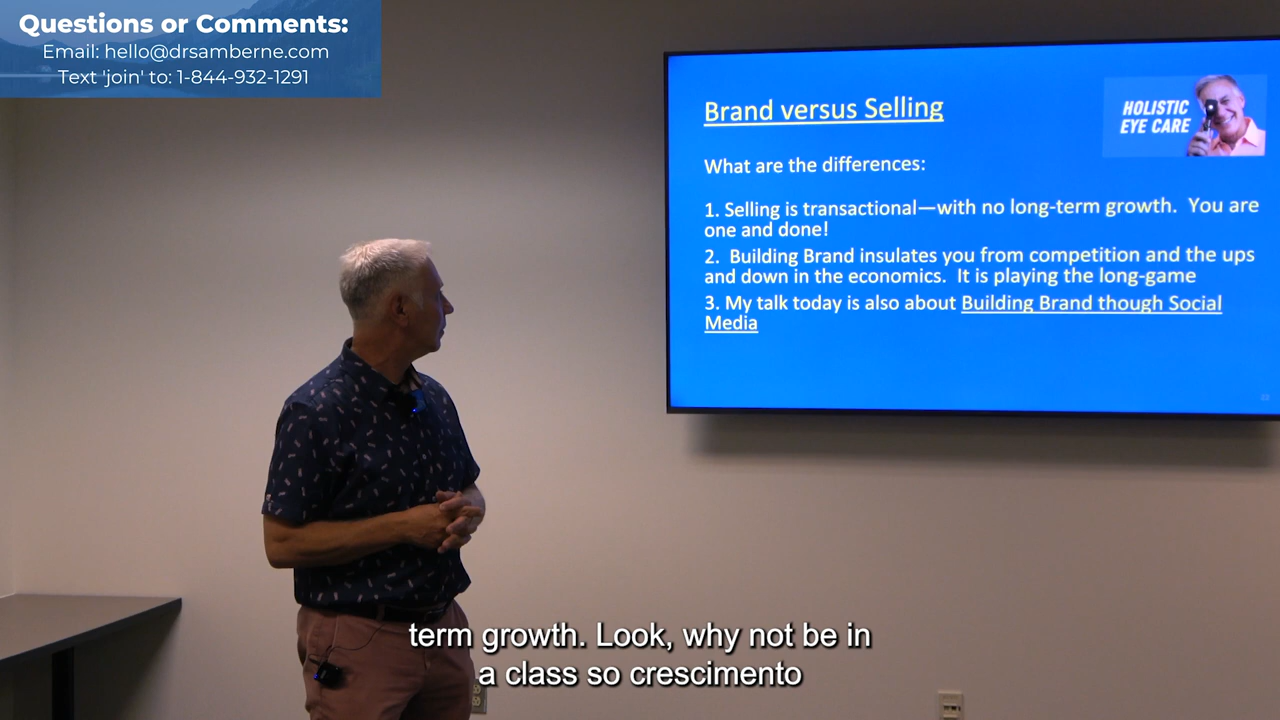 Questions or Comments:
Email: hello@drsamberne.com
Text 'join' to: 1-844-932-1291
Brand versus Selling
HOLISTIC
EYE CARE
What are the differences:
1. Selling is transactional—with no long-term growth.  You are
one and done!
2.  Building Brand insulates you from competition and the ups
and down in the economics.  It is playing the long-game
3. My talk today is also about Building Brand though Social
Media
term growth. Look, why not be in
a class so crescimento